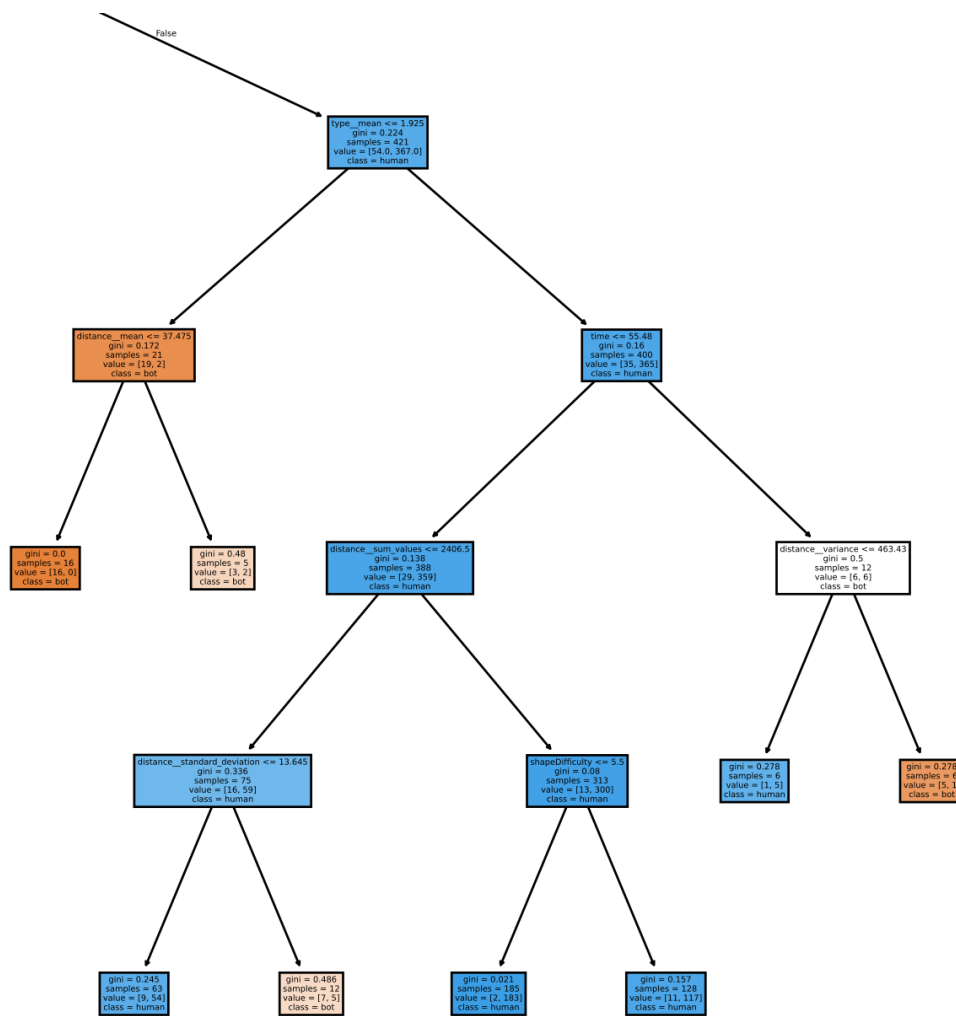 False
type__mean <= 1.925
gini = 0.224
samples = 421
value = [54.0, 367.0]
class = human
distance__mean <= 37.475
gini = 0.172
samples = 21
value = [19, 2]
class = bot
time <= 55.48
gini = 0.16
samples = 400
value = [35, 365]
class = human
gini = 0.0
samples = 16
value = [16, 0]
class = bot
gini = 0.48
samples = 5
value = [3, 2]
class = bot
distance__sum_values <= 2406.5
gini = 0.138
samples = 388
value = [29, 359]
class = human
distance__variance <= 463.43
gini = 0.5
samples = 12
value = [6, 6]
class = bot
distance__standard_deviation <= 13.645
gini = 0.336
samples = 75
value = [16, 59]
class = human
shapeDifficulty <= 5.5
gini = 0.08
samples = 313
value = [13, 300]
class = human
gini = 0.278
samples = 6
value = [1, 5]
class = human
gini = 0.278
samples = 6
value = [5, 1
class = bot
gini = 0.245
samples = 63
value = [9, 54]
class = human
gini = 0.486
samples = 12
value = [7, 5]
class = bot
gini = 0.021
samples = 185
value = [2, 183]
class = human
gini = 0.157
samples = 128
value = [11, 117]
class = human